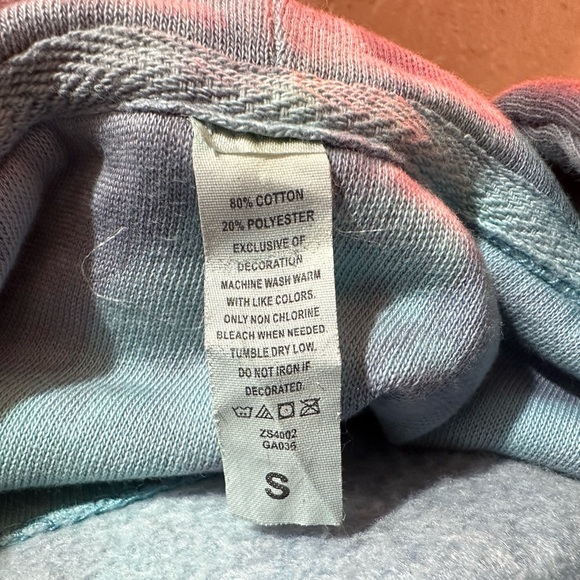 80% COTTON
20% POLYESTER
EXCLUSIVE OF
DECORATION
MACHINE WASH WARM
WITH LIKE COLORS.
ONLY NON CHLORINE
BLEACH WHEN NEEDED.
TUMBLE DRY LOW.
DO NOT IRON IF
DECORATED.
ZS4002
GA036
S